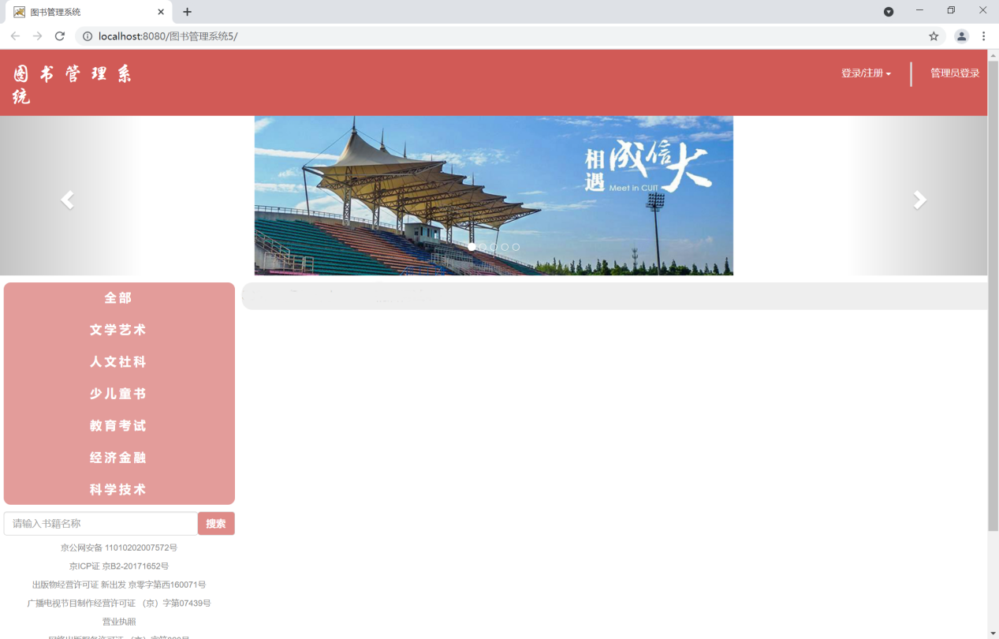 图书管理系统
localhost:8080/图书管理系统5/
图书管理系
统
登录/注册
管理员登录
相遇
成信大
Meet in CUIT
全部
文学艺术
人文社科
少儿童书
教育考试
经济金融
科学技术
请输入书籍名称
搜索
京公网安备 11010202007572号
京ICP证 京B2-20171652号
出版物经营许可证 新出发 京零字第西160071号
广播电视节目制作经营许可证 （京）字第07439号
营业执照